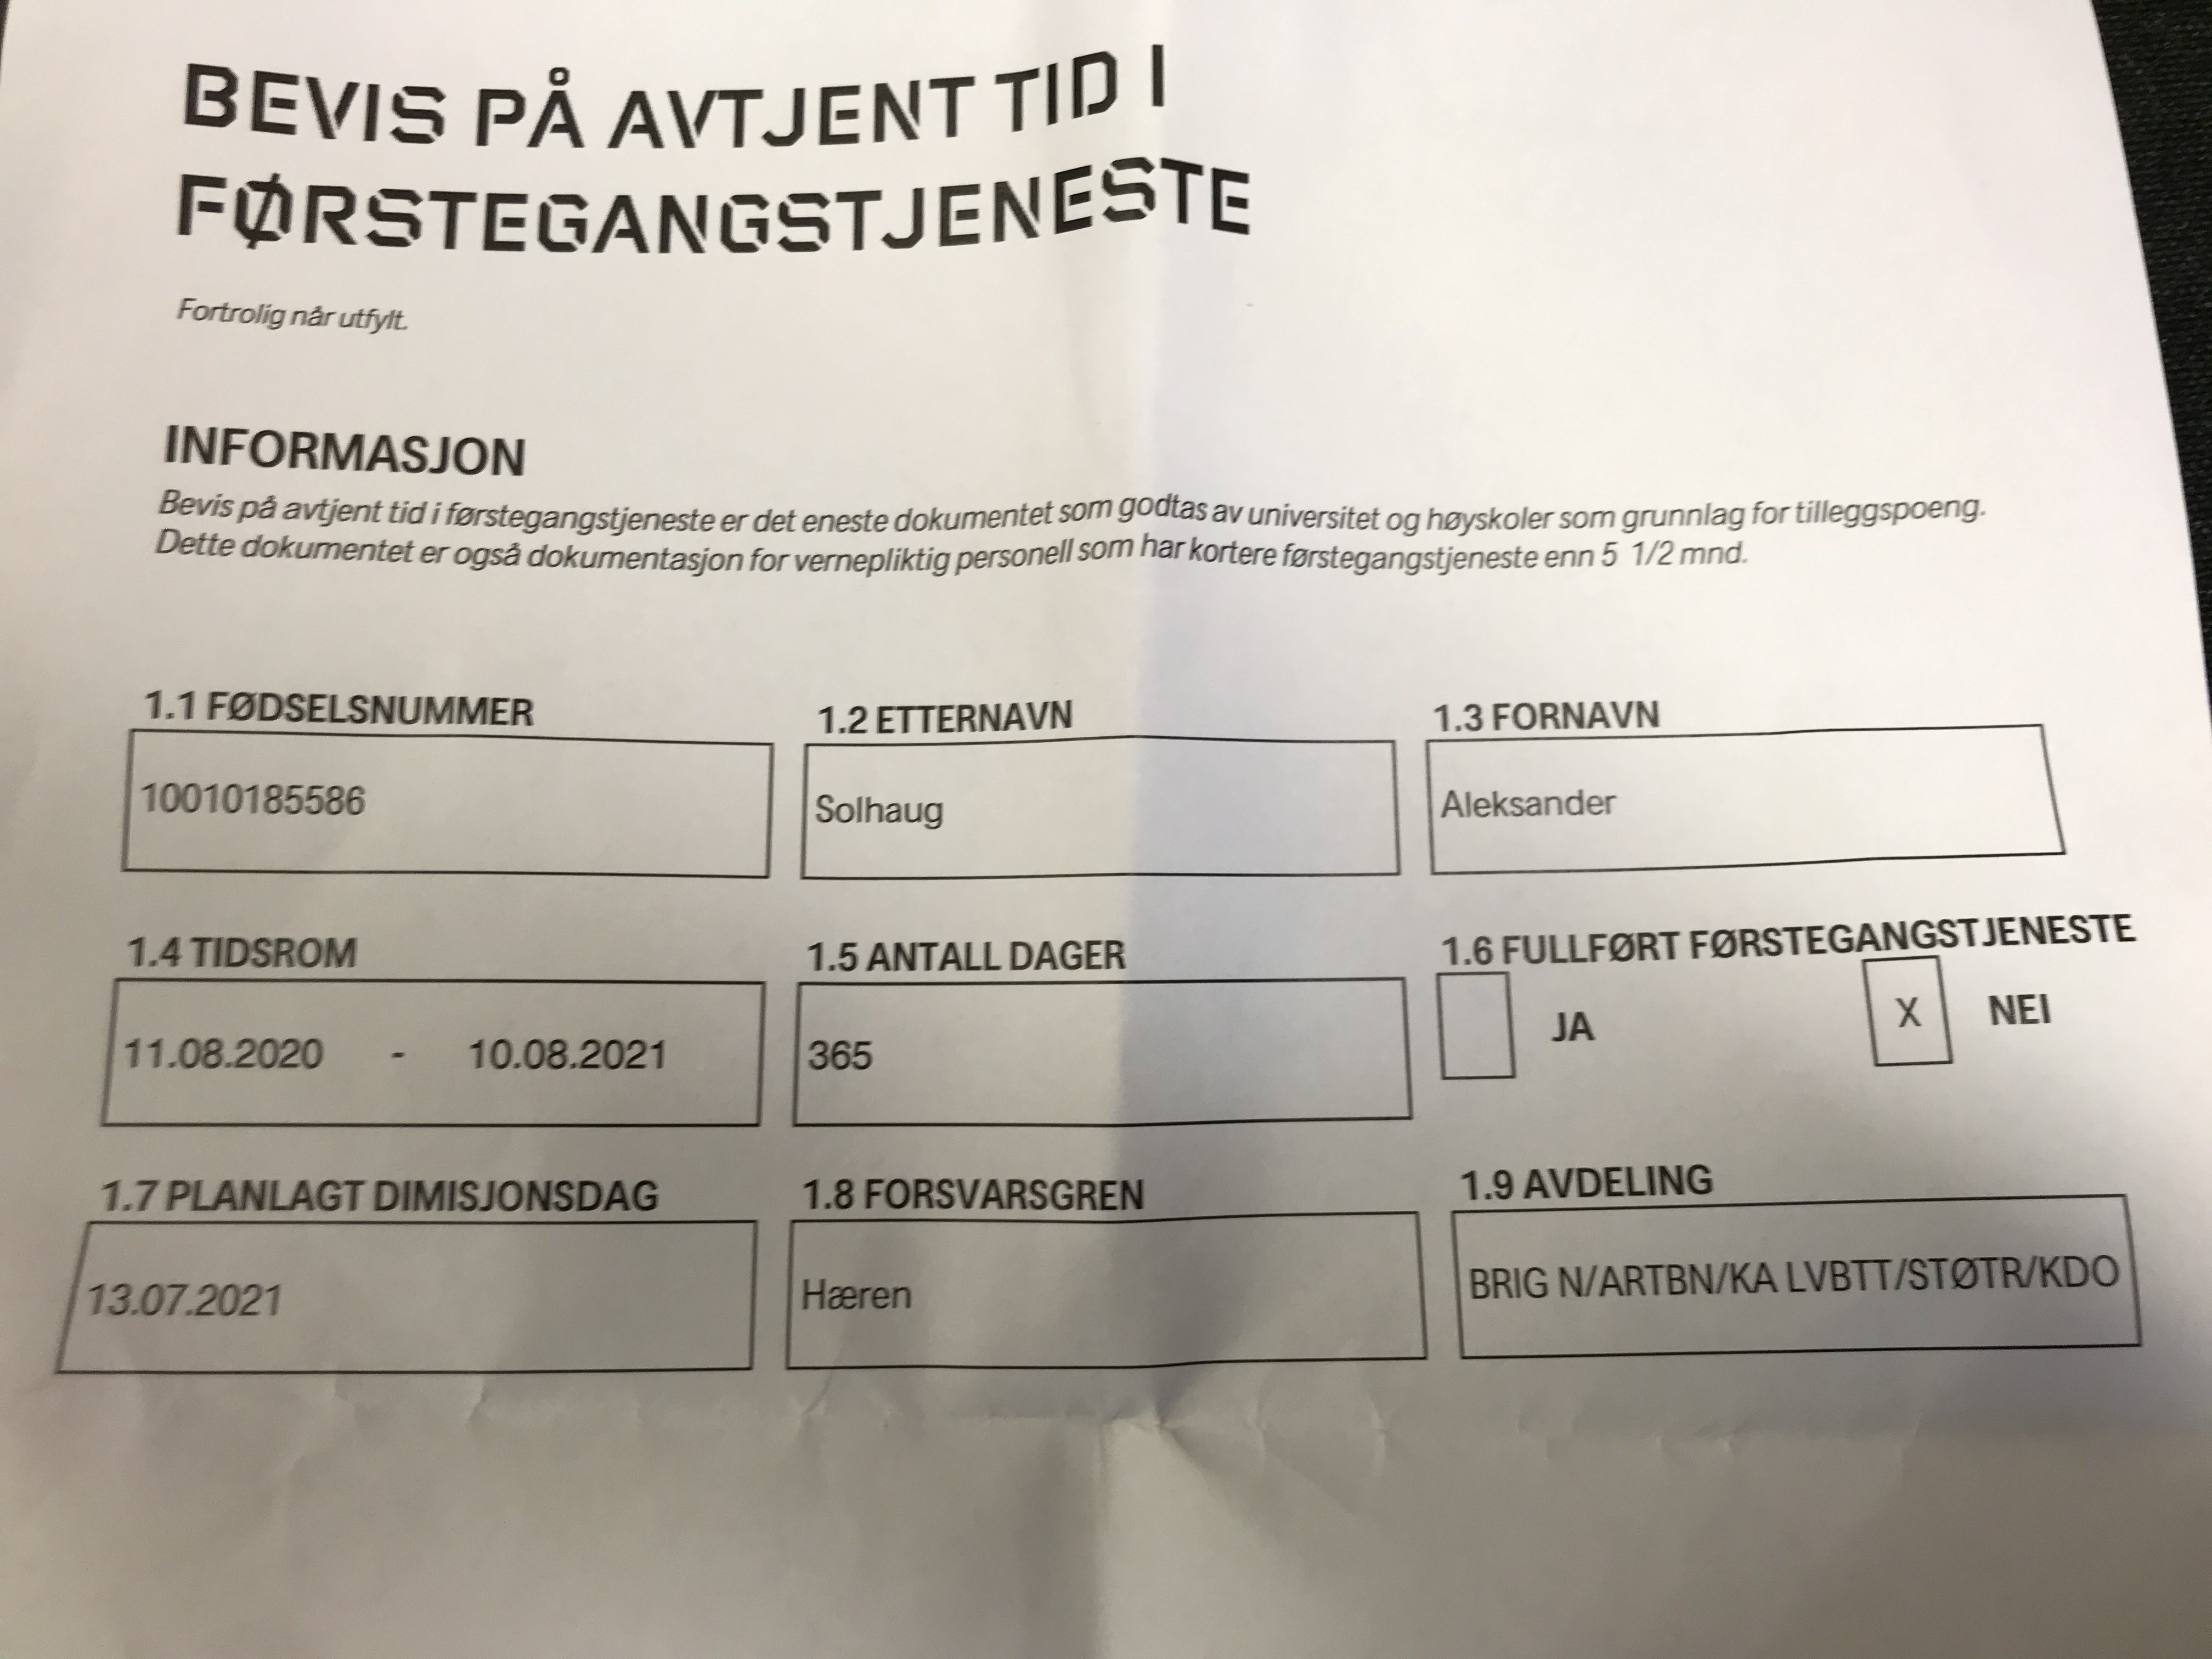 BEVIS PÅ AVTJENT TID I
FØRSTEGANGSTJENESTE
Fortrolig når utfylt.
INFORMASJON
Bevis på avtjent tid i førstegangstjeneste er det eneste dokumentet som godtas av universitet og høyskoler som grunnlag for tilleggspoeng.
Dette dokumentet er også dokumentasjon for vernepliktig personell som har kortere førstegangstjeneste enn 5 1/2 mnd.
1.1 FØDSELSNUMMER 1.2 ETTERNAVN 1.3 FORNAVN
10010185586 Solhaug Aleksander
1.4 TIDSROM 1.5 ANTALL DAGER 1.6 FULLFØRT FØRSTEGANGSTJENESTE
11.08.2020 - 10.08.2021 365 JA X NEI
1.7 PLANLAGT DIMISJONSDAG 1.8 FORSVARSGREN 1.9 AVDELING
13.07.2021 Hæren BRIG N/ARTBN/KA LVBTT/STØTR/KDO